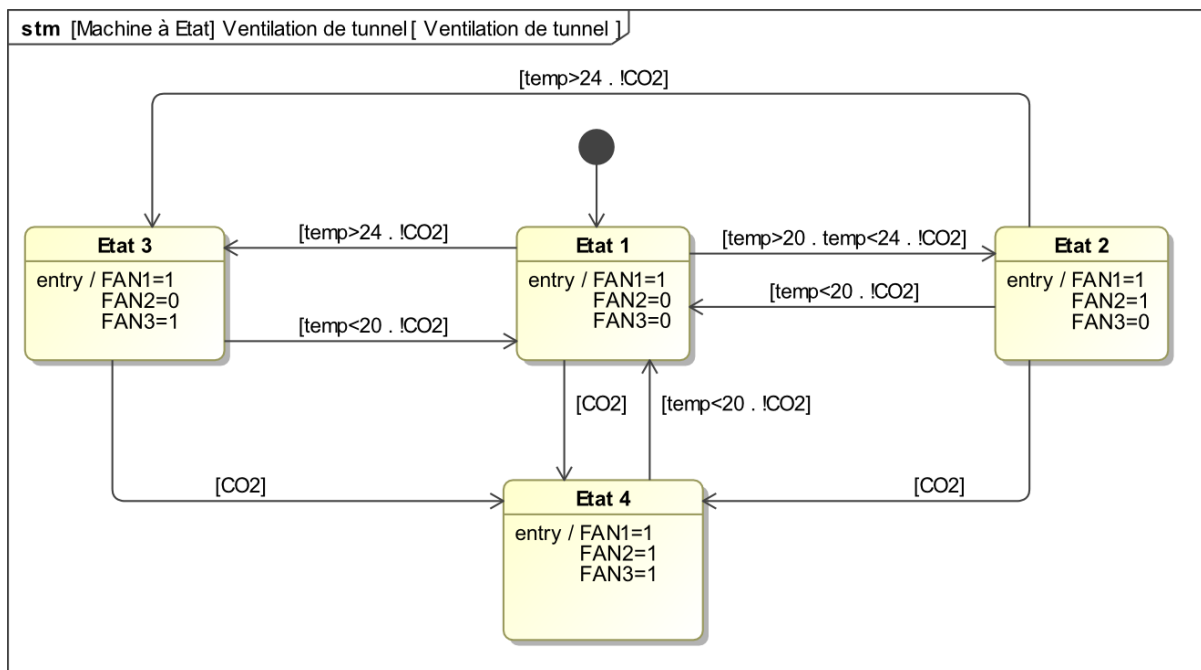 stm [Machine à Etat] Ventilation de tunnel[ Ventilation de tunnel ]
[temp>24 . !CO2]
Etat 3
entry / FAN1=1
FAN2=0
FAN3=1
[temp>24 . !CO2]
[temp<20 . !CO2]
Etat 1
entry / FAN1=1
FAN2=0
FAN3=0
[temp>20 . temp<24 . !CO2]
[temp<20 . !CO2]
Etat 2
entry / FAN1=1
FAN2=1
FAN3=0
[CO2]
[temp<20 . !CO2]
[CO2]
[CO2]
Etat 4
entry / FAN1=1
FAN2=1
FAN3=1